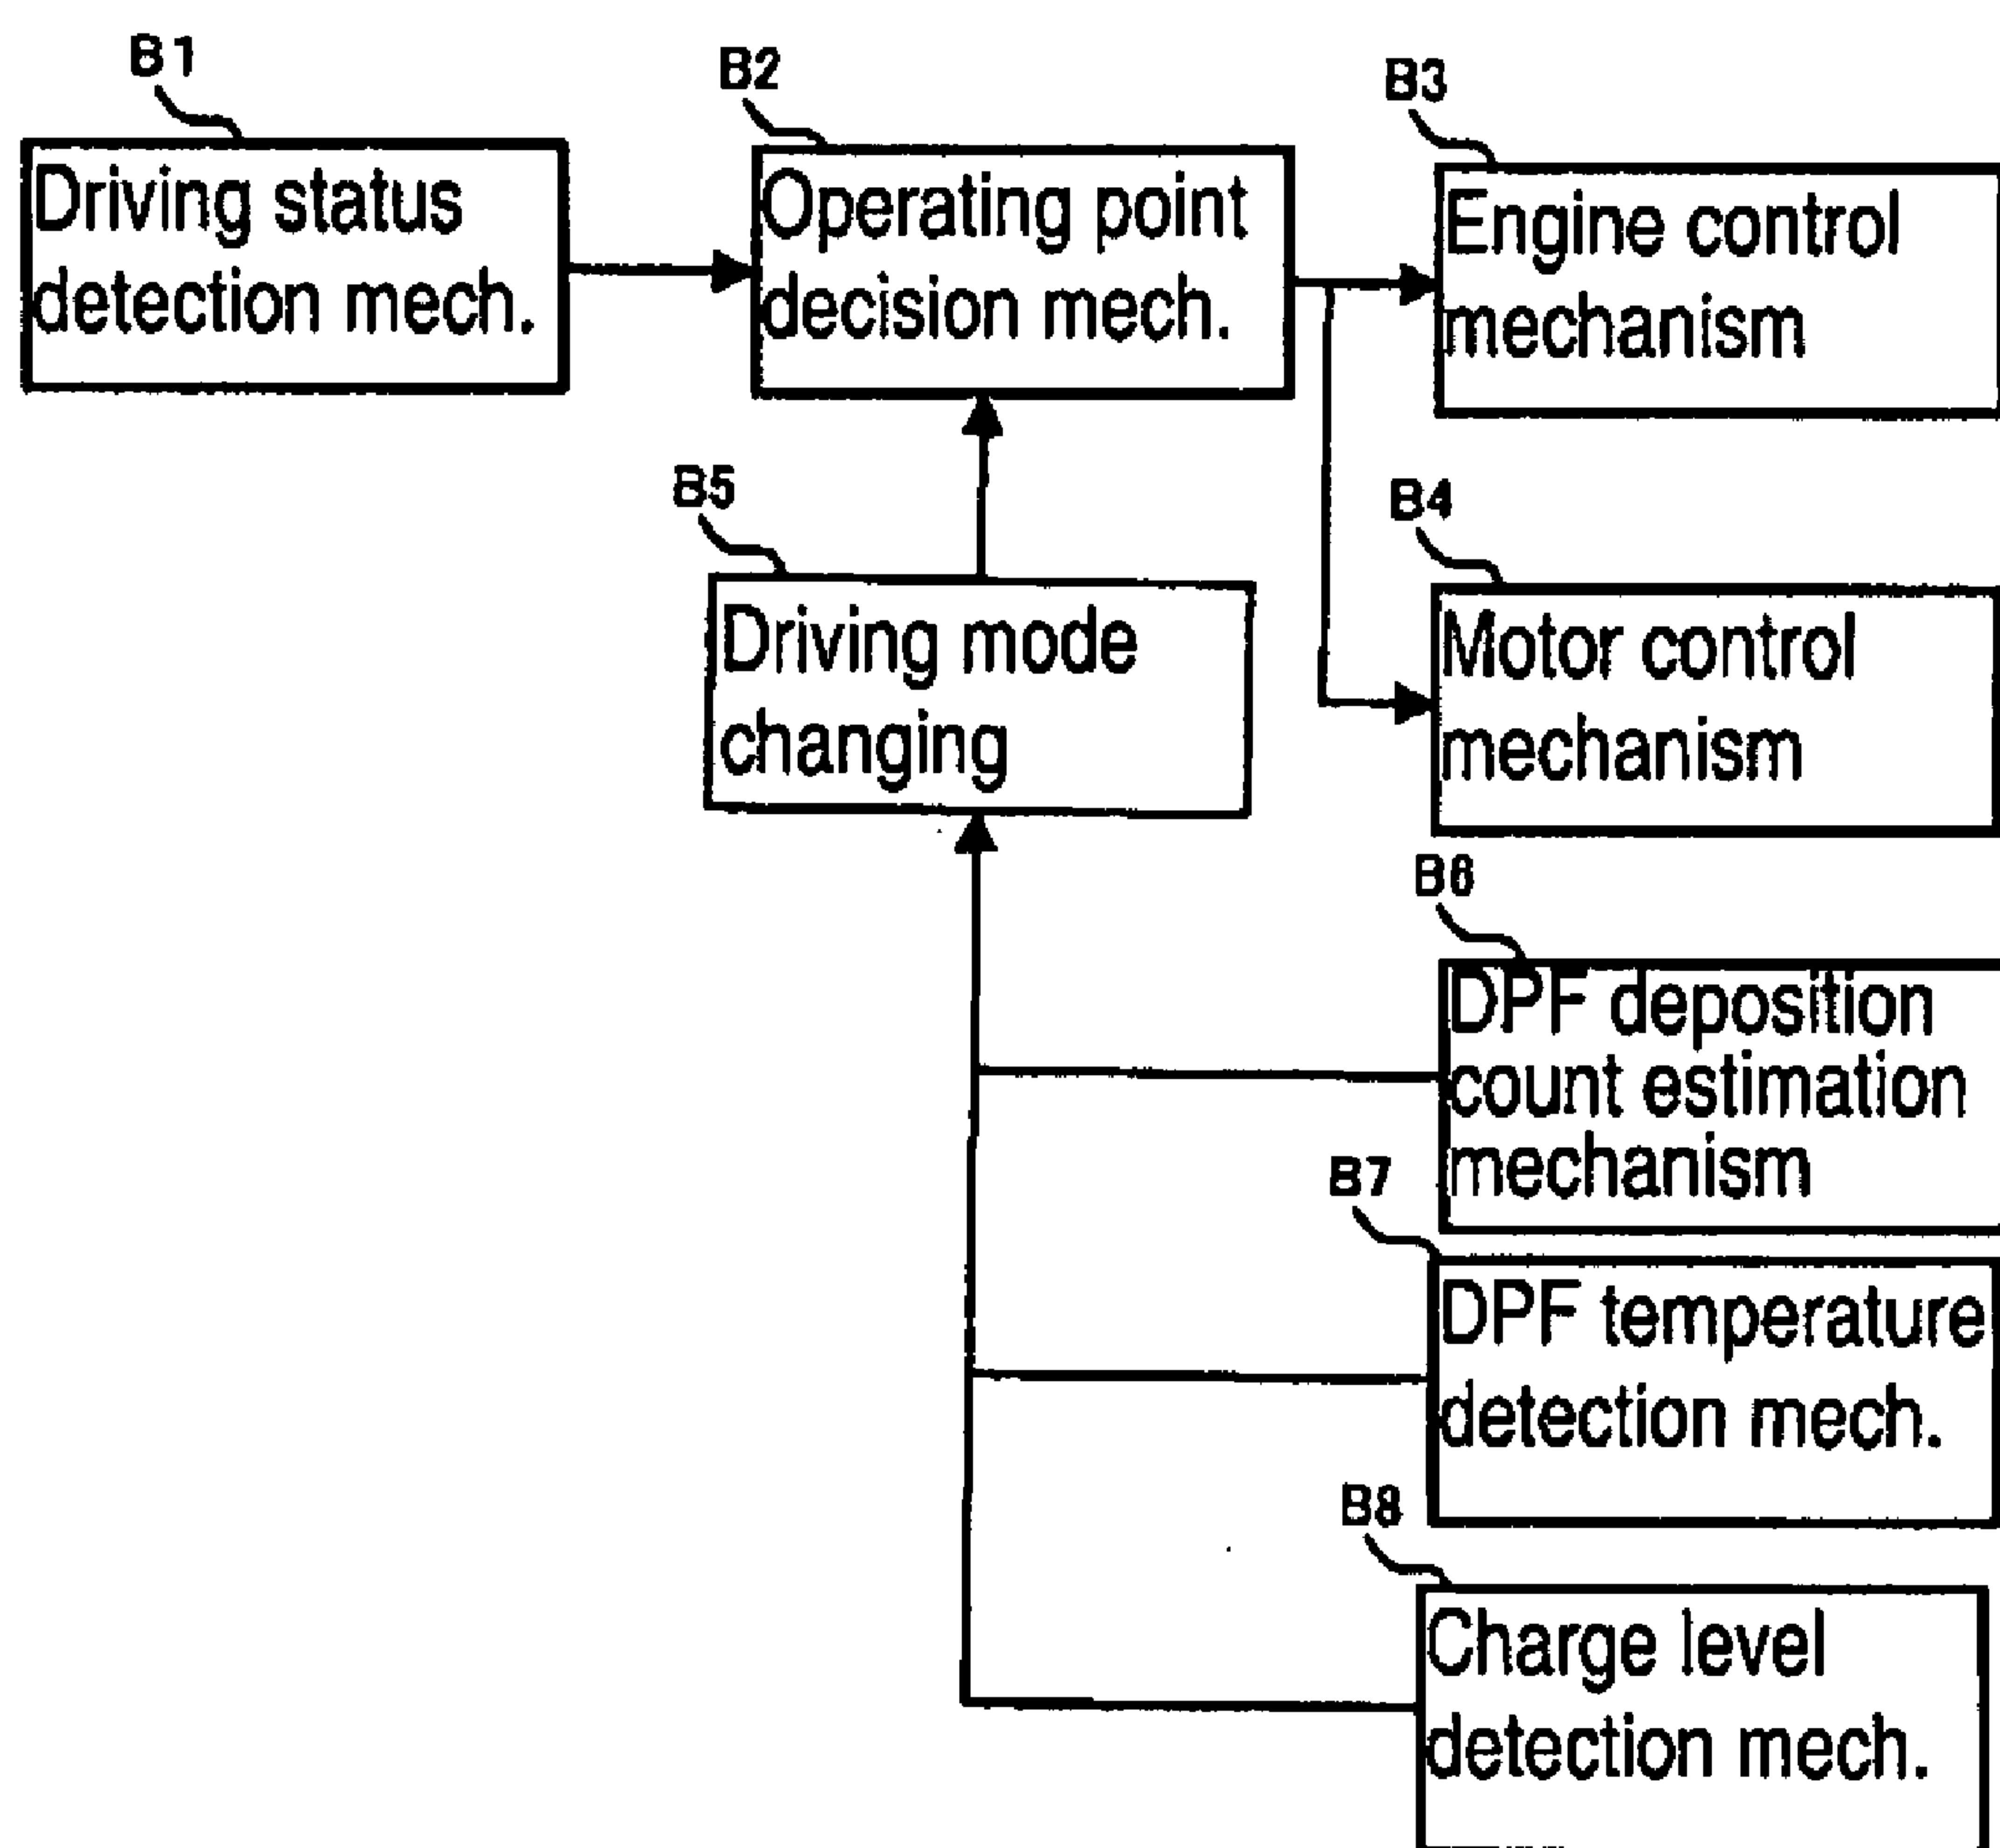 B1
Driving status
detection mech.
B2
Operating point
decision mech.
B3
Engine control
mechanism
B5
Driving mode
changing
B4
Motor control
mechanism
B6
DPF deposition
count estimation
mechanism
B7
DPF temperature
detection mech.
B8
Charge level
detection mech.